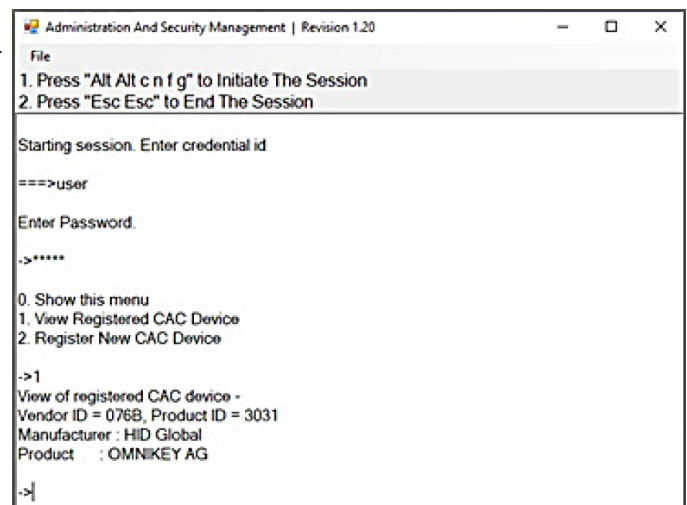 Administration And Security Management | Revision 1.20
File
1. Press "Alt Alt c n f g" to Initiate The Session
2. Press "Esc Esc" to End The Session
Starting session. Enter credential id
===>user
Enter Password.
->*****
0. Show this menu
1. View Registered CAC Device
2. Register New CAC Device
->1
View of registered CAC device -
Vendor ID = 076B, Product ID = 3031
Manufacturer : HID Global
Product : OMNIKEY AG
->